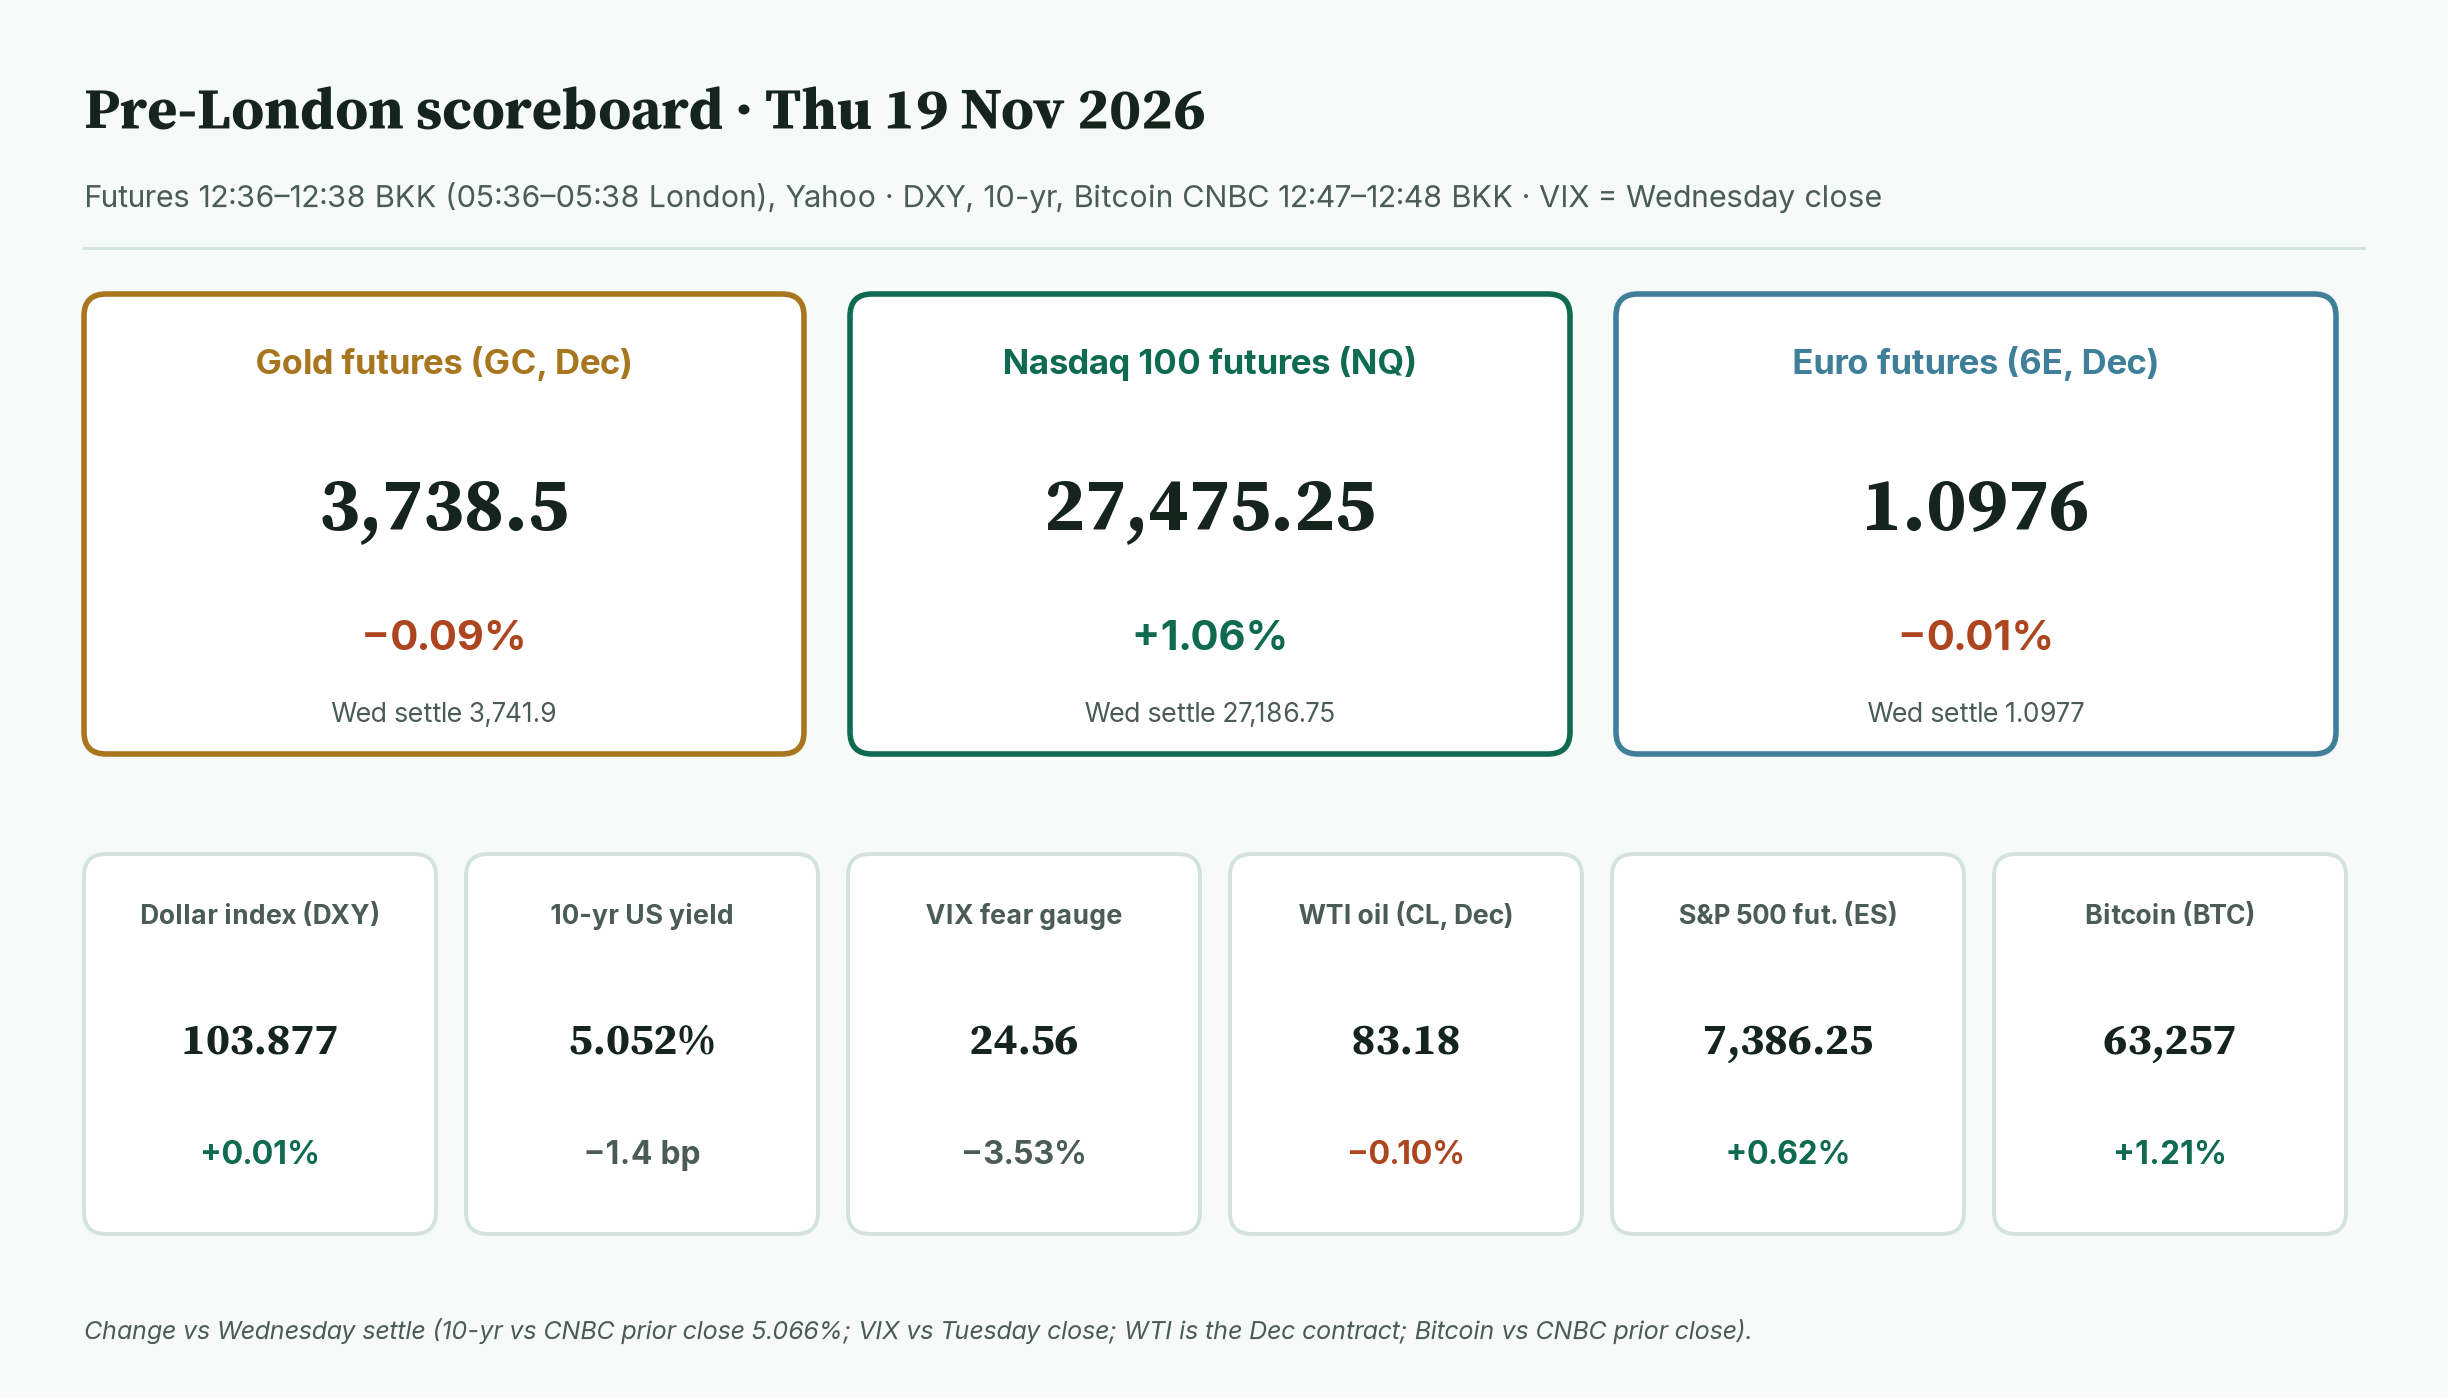 Pre-London scoreboard · Thu 19 Nov 2026
Futures 12:36–12:38 BKK (05:36–05:38 London), Yahoo · DXY, 10-yr, Bitcoin CNBC 12:47–12:48 BKK · VIX = Wednesday close
Gold futures (GC, Dec)
3,738.5
−0.09%
Wed settle 3,741.9
Nasdaq 100 futures (NQ)
27,475.25
+1.06%
Wed settle 27,186.75
Euro futures (6E, Dec)
1.0976
−0.01%
Wed settle 1.0977
Dollar index (DXY)
103.877
+0.01%
10-yr US yield
5.052%
−1.4 bp
VIX fear gauge
24.56
−3.53%
WTI oil (CL, Dec)
83.18
−0.10%
S&P 500 fut. (ES)
7,386.25
+0.62%
Bitcoin (BTC)
63,257
+1.21%
Change vs Wednesday settle (10-yr vs CNBC prior close 5.066%; VIX vs Tuesday close; WTI is the Dec contract; Bitcoin vs CNBC prior close).